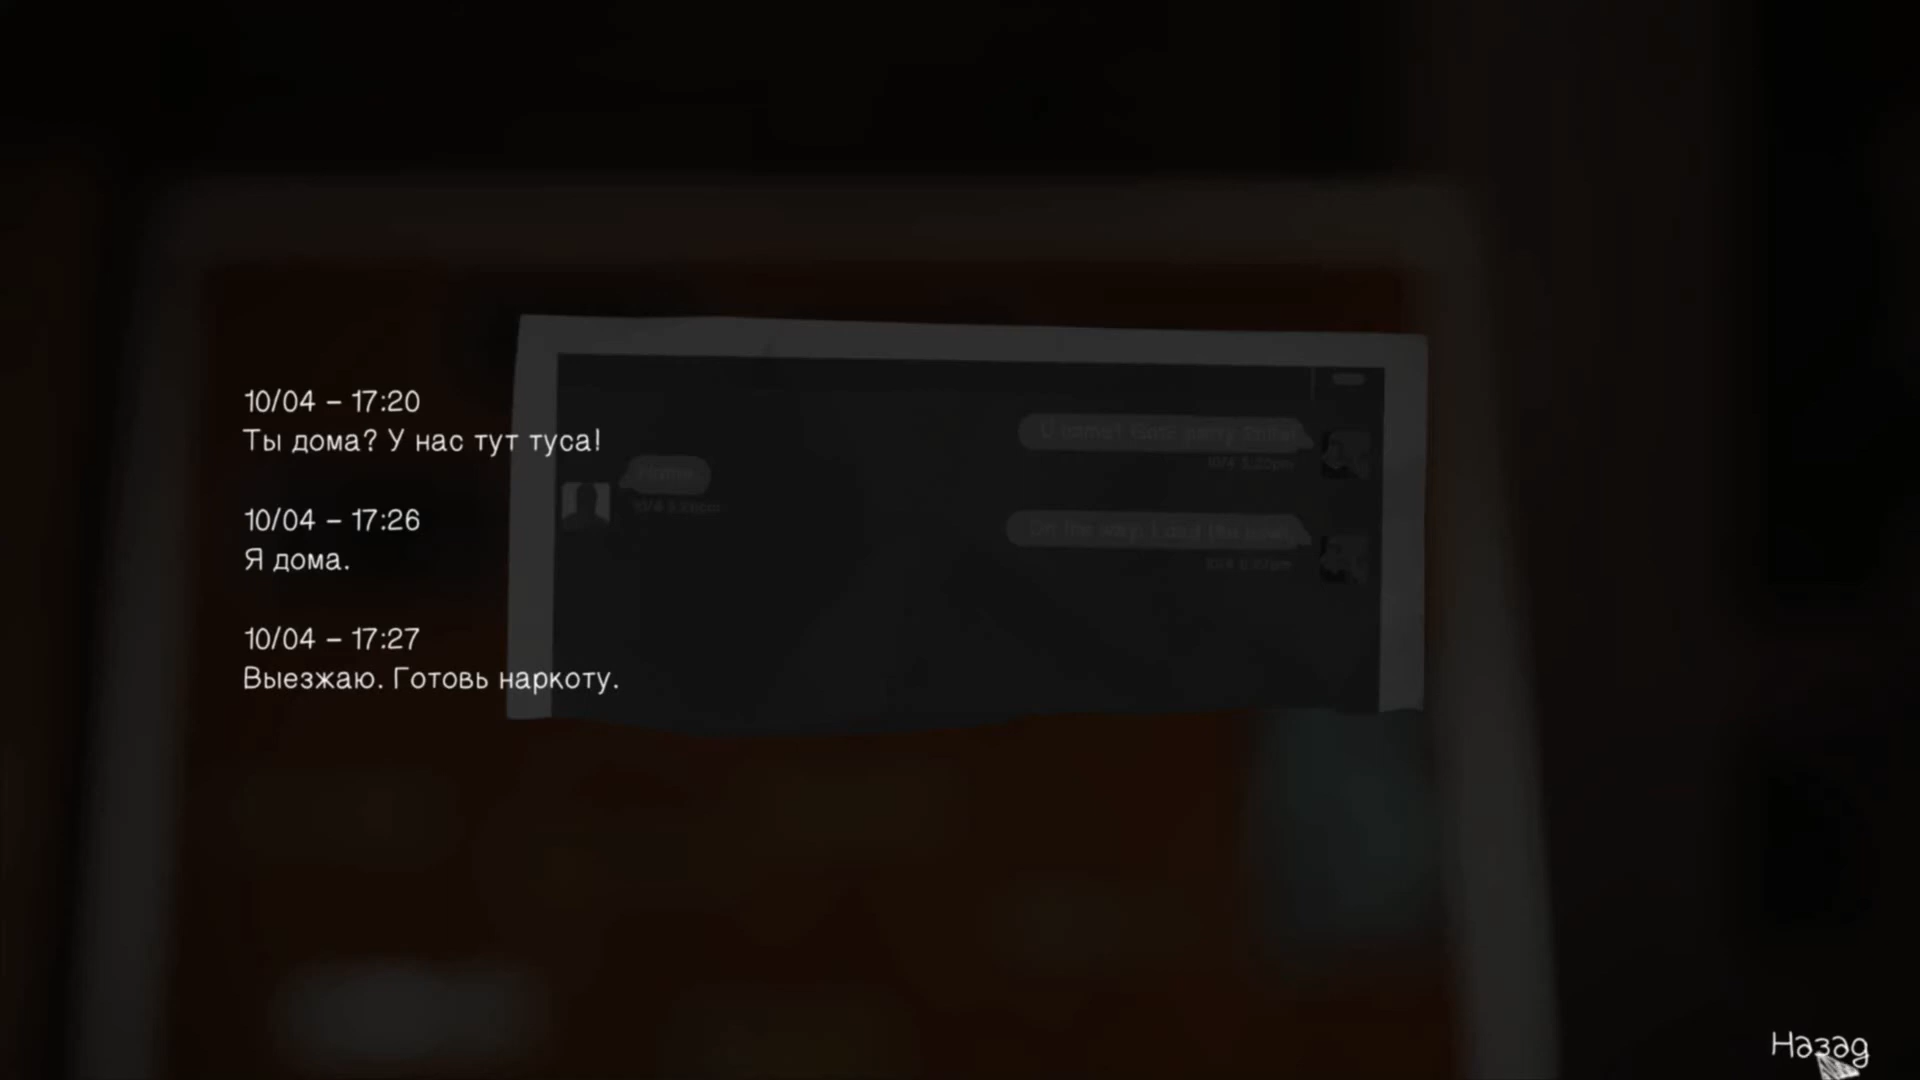 10/04 – 17:20
Ты дома? У нас тут туса!
10/04 – 17:26
Я дома.
10/04 – 17:27
Выезжаю. Готовь наркоту.
Назад